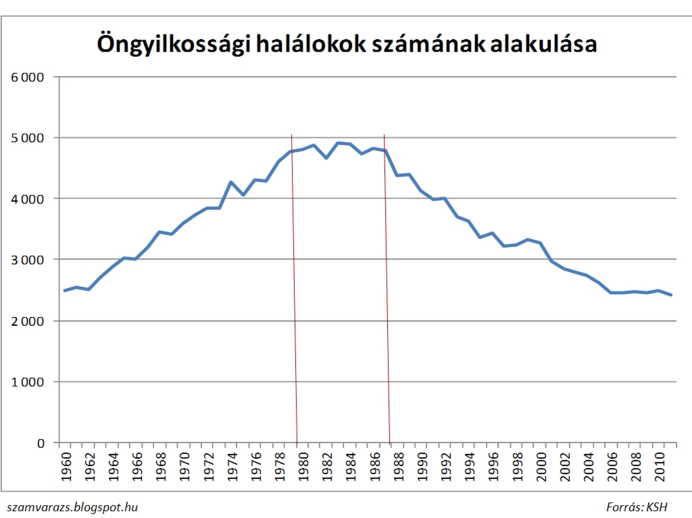 Öngyilkossági halálokok számának alakulása
6 000
5 000
4 000
3 000
2 000
1 000
0
1960 1962 1964 1966 1968 1970 1972 1974 1976 1978 1980 1982 1984 1986 1988 1990 1992 1994 1996 1998 2000 2002 2004 2006 2008 2010
szamvarazs.blogspot.hu Forrás: KSH